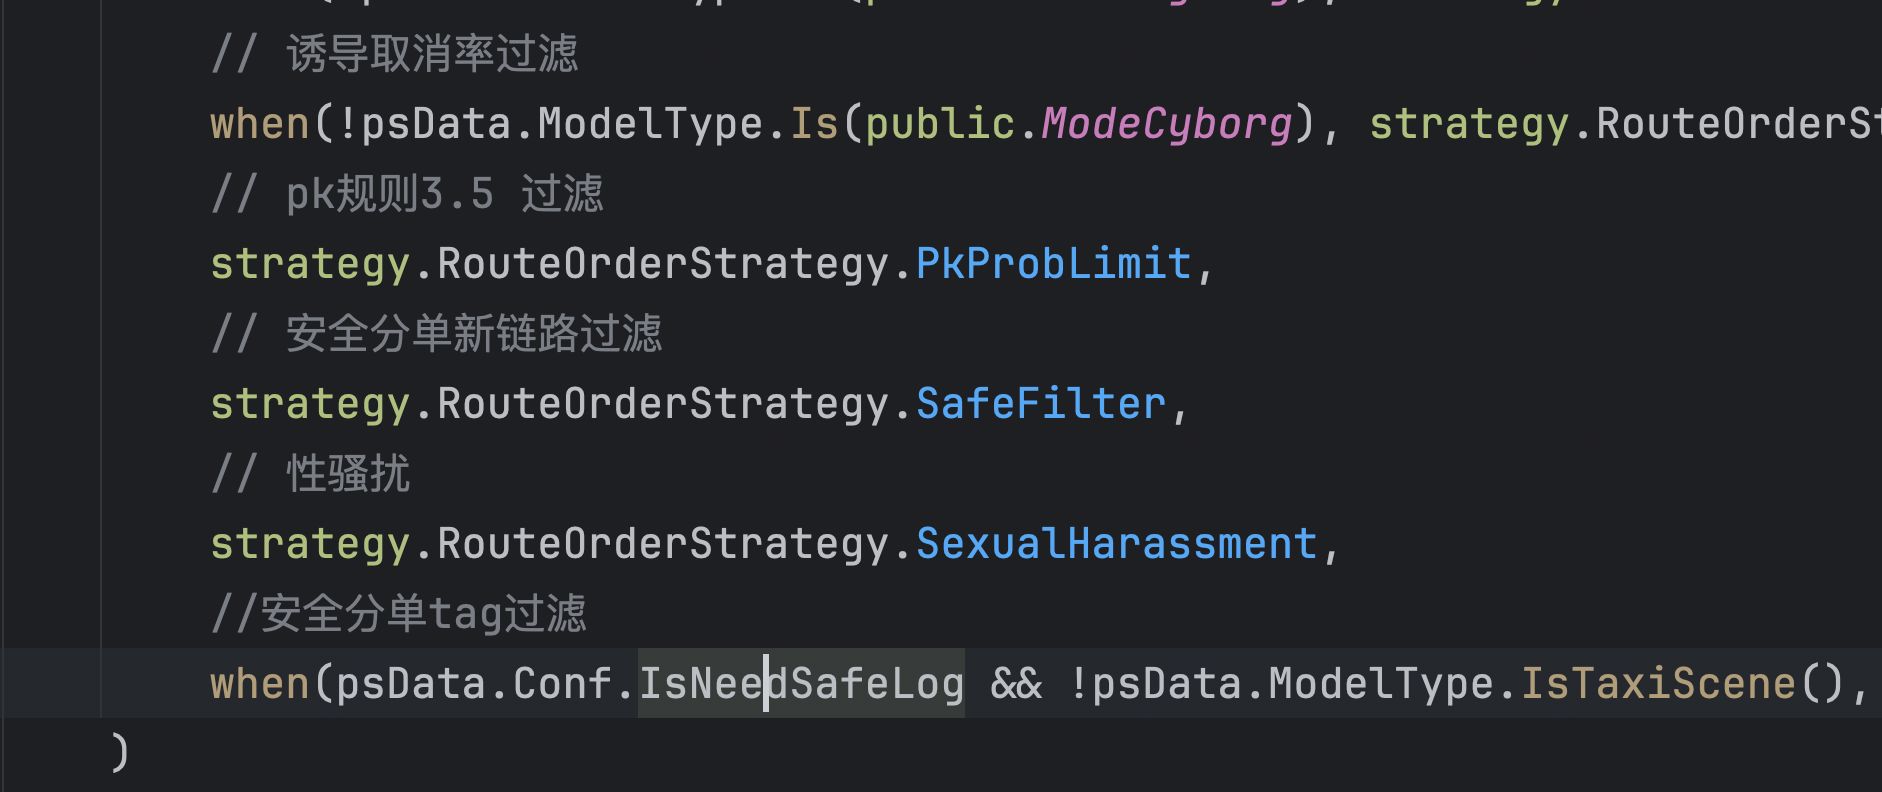 // 诱导取消率过滤
when(!psData.ModelType.Is(public.ModeCyborg), strategy.RouteOrderSt
// pk规则3.5 过滤
strategy.RouteOrderStrategy.PkProbLimit,
// 安全分单新链路过滤
strategy.RouteOrderStrategy.SafeFilter,
// 性骚扰
strategy.RouteOrderStrategy.SexualHarassment,
//安全分单tag过滤
when(psData.Conf.IsNeedSafeLog && !psData.ModelType.IsTaxiScene(),
)